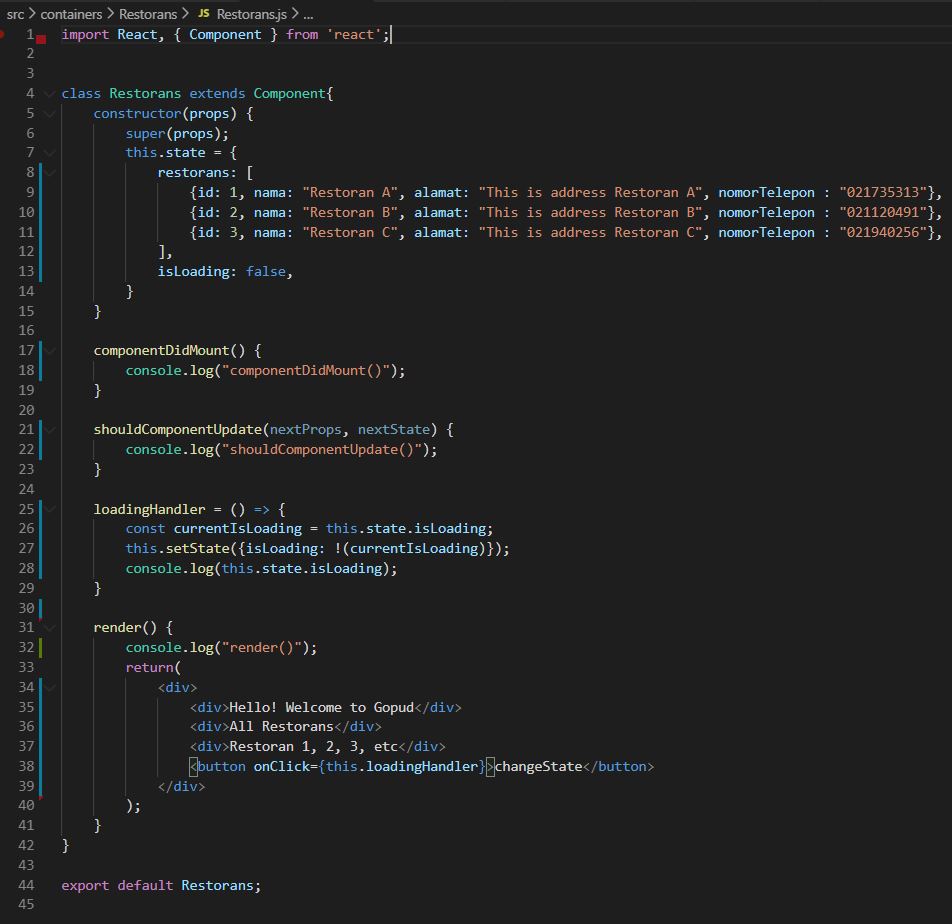 src > containers > Restorans > JS Restorans.js > ...
1 import React, { Component } from 'react';
2
3
4 class Restorans extends Component{
5     constructor(props) {
6         super(props);
7         this.state = {
8             restorans: [
9                 {id: 1, nama: "Restoran A", alamat: "This is address Restoran A", nomorTelepon : "021735313"},
10                 {id: 2, nama: "Restoran B", alamat: "This is address Restoran B", nomorTelepon : "021120491"},
11                 {id: 3, nama: "Restoran C", alamat: "This is address Restoran C", nomorTelepon : "021940256"},
12             ],
13             isLoading: false,
14         }
15     }
16
17     componentDidMount() {
18         console.log("componentDidMount()");
19     }
20
21     shouldComponentUpdate(nextProps, nextState) {
22         console.log("shouldComponentUpdate()");
23     }
24
25     loadingHandler = () => {
26         const currentIsLoading = this.state.isLoading;
27         this.setState({isLoading: !(currentIsLoading)});
28         console.log(this.state.isLoading);
29     }
30
31     render() {
32         console.log("render()");
33         return(
34             <div>
35                 <div>Hello! Welcome to Gopud</div>
36                 <div>All Restorans</div>
37                 <div>Restoran 1, 2, 3, etc</div>
38                 <button onClick={this.loadingHandler}>changeState</button>
39             </div>
40         );
41     }
42 }
43
44 export default Restorans;
45